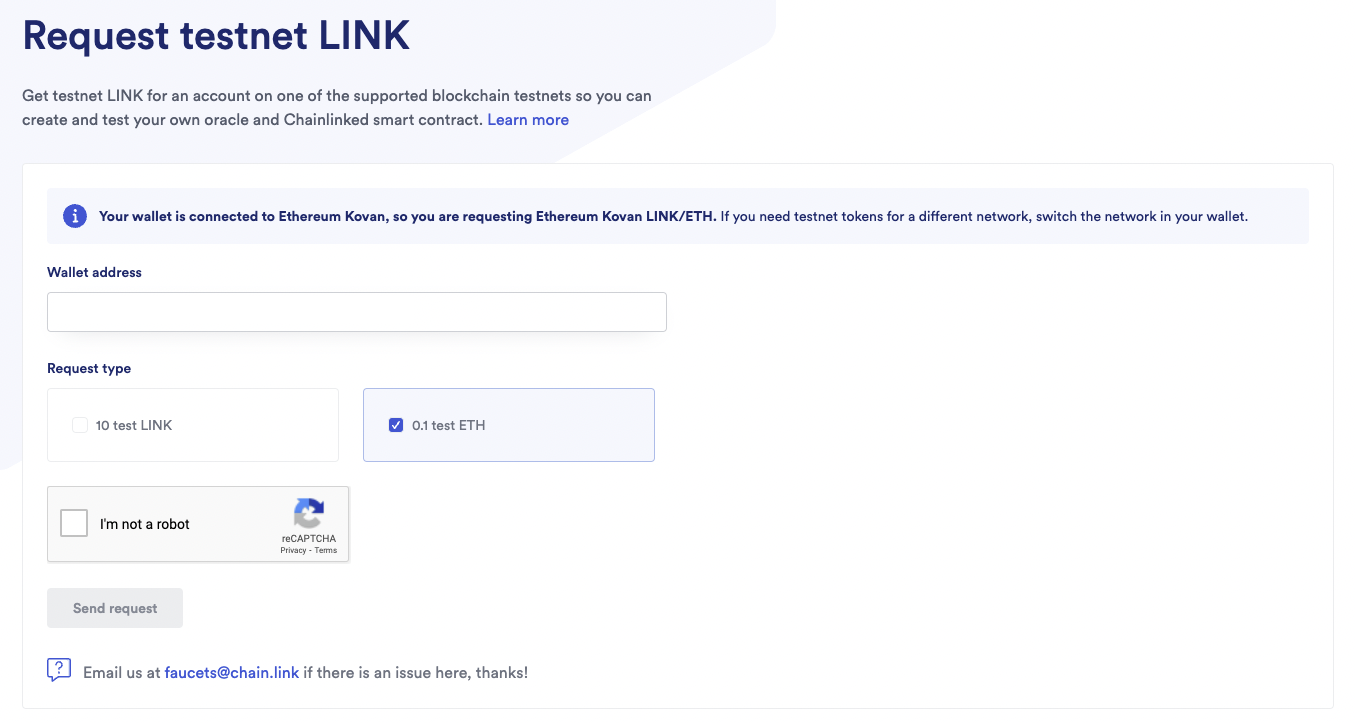 Request testnet LINK
Get testnet LINK for an account on one of the supported blockchain testnets so you can
create and test your own oracle and Chainlinked smart contract. Learn more
Your wallet is connected to Ethereum Kovan, so you are requesting Ethereum Kovan LINK/ETH. If you need testnet tokens for a different network, switch the network in your wallet.
Wallet address
Request type
10 test LINK
0.1 test ETH
I'm not a robot
reCAPTCHA
Privacy - Terms
Send request
Email us at faucets@chain.link if there is an issue here, thanks!